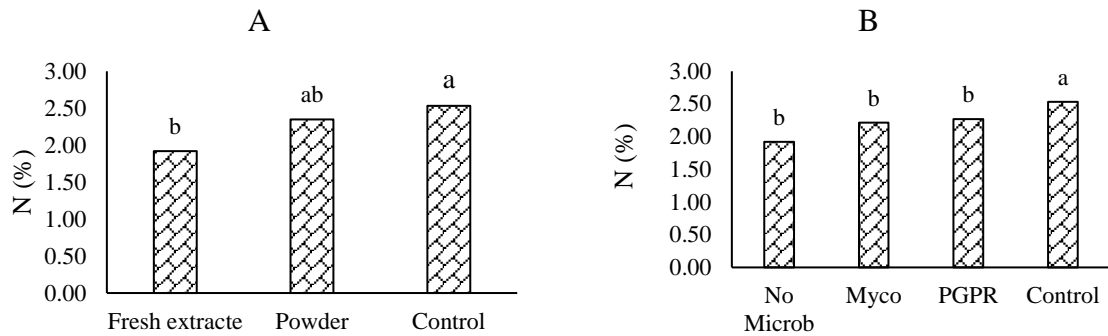 A
N (%)
3.00
2.50
2.00
1.50
1.00
0.50
0.00
b
ab
a
Fresh extracte Powder Control
B
N (%)
3.00
2.50
2.00
1.50
1.00
0.50
0.00
b
b
b
a
No Microb
Myco
PGPR
Control